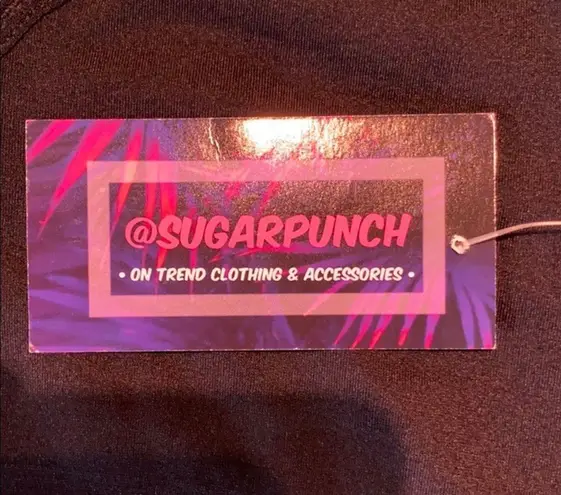 @SUGARPUNCH
• ON TREND CLOTHING & ACCESSORIES •